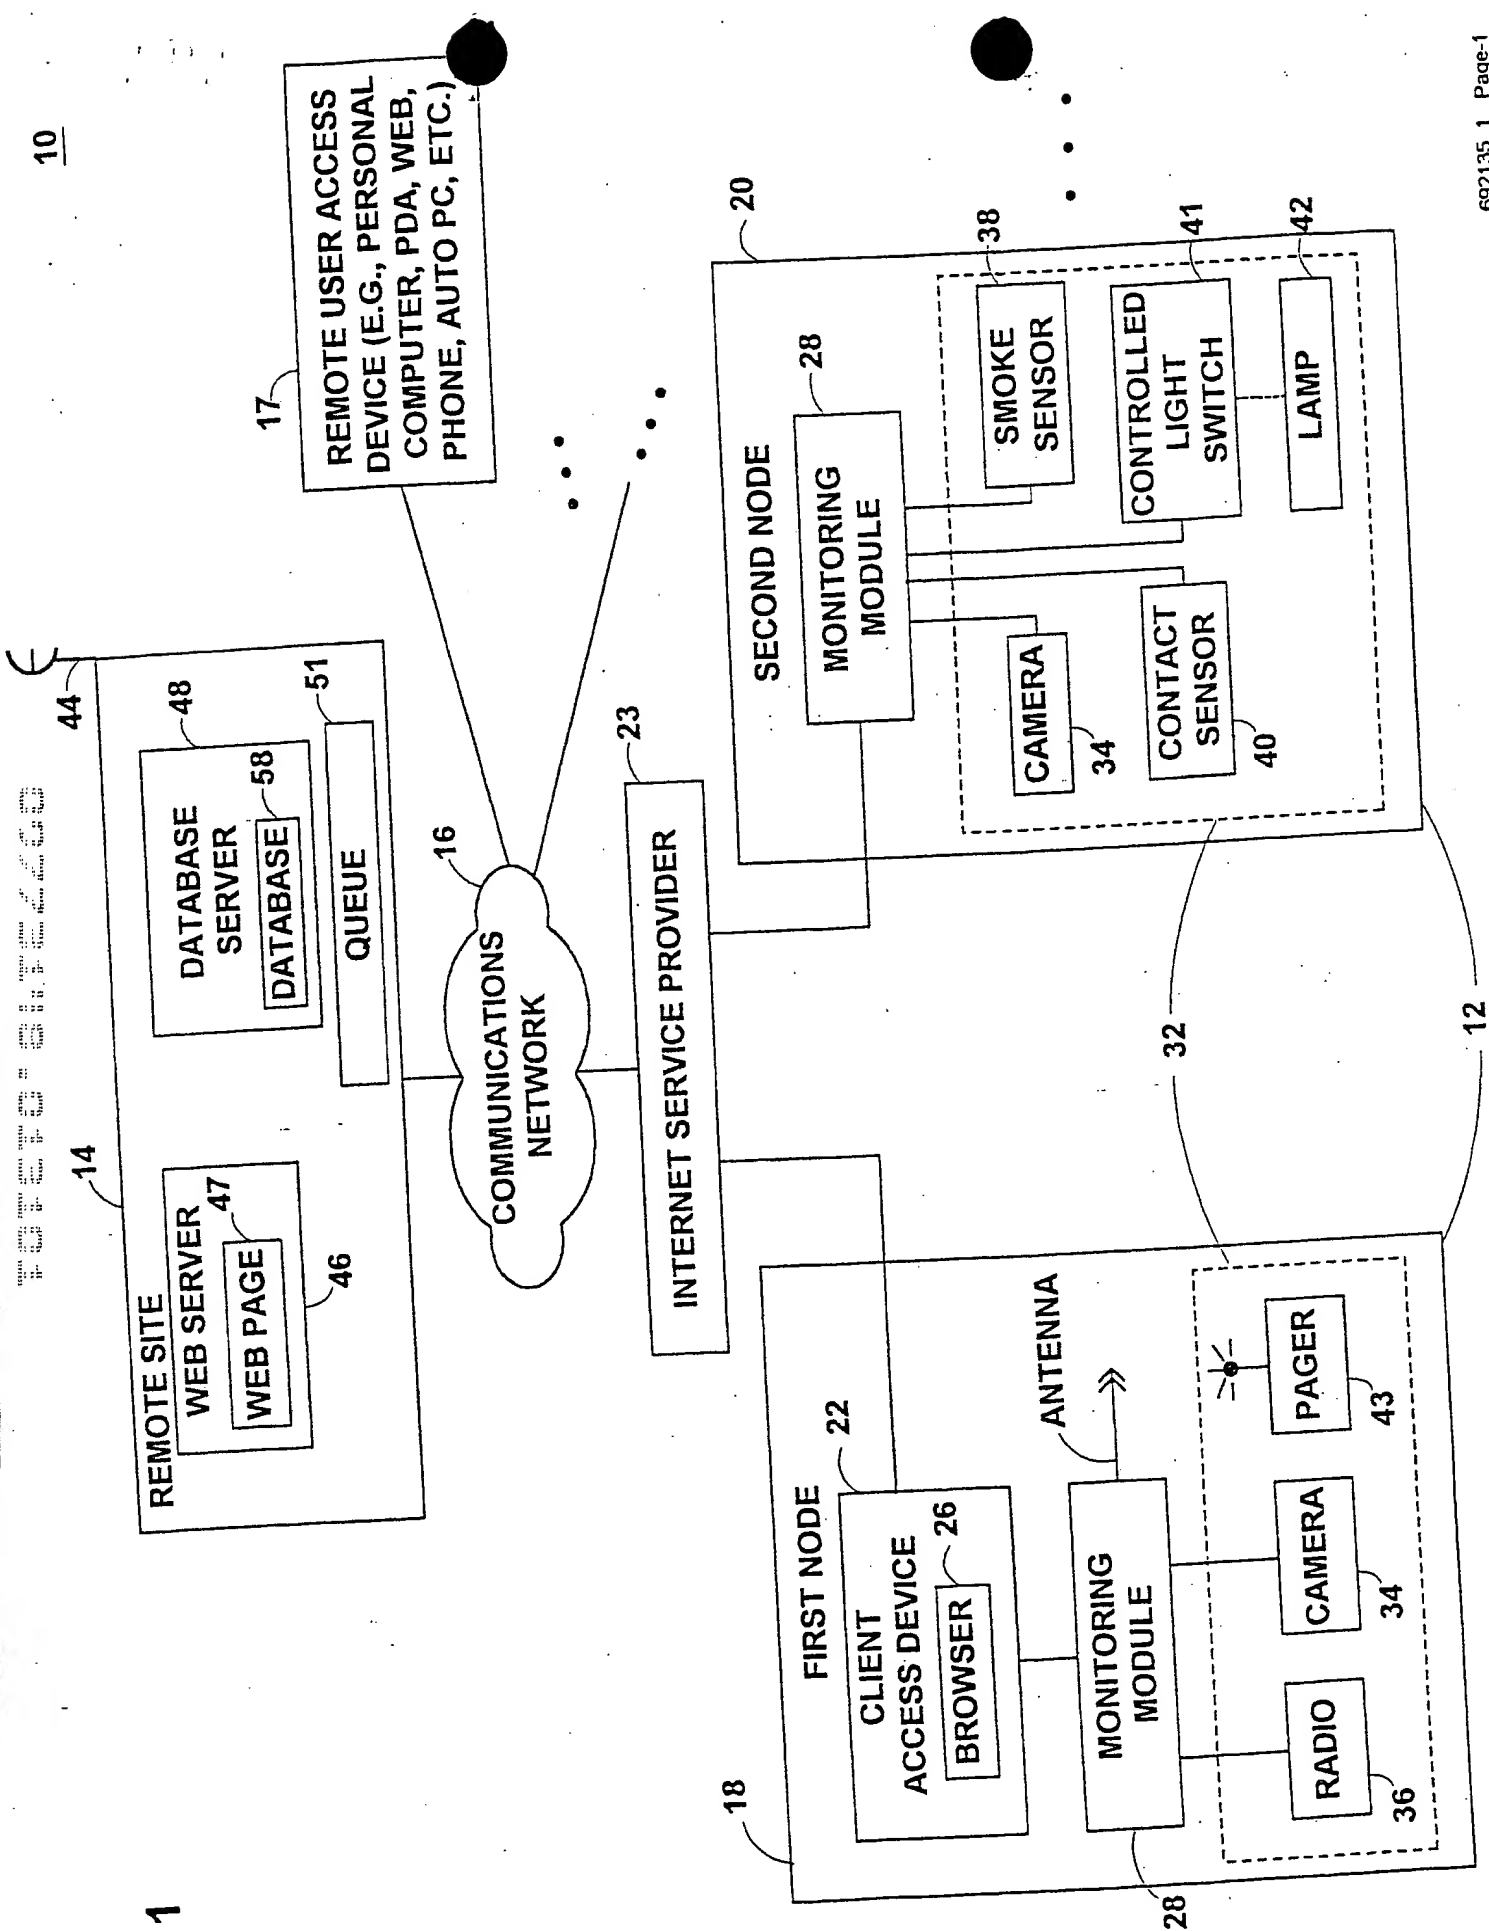 10
44
14
REMOTE SITE
WEB SERVER
WEB PAGE
47
46
DATABASE
SERVER
48
DATABASE
58
QUEUE
51
17
REMOTE USER ACCESS
DEVICE (E.G., PERSONAL
COMPUTER, PDA, WEB,
PHONE, AUTO PC, ETC.)
16
COMMUNICATIONS
NETWORK
23
INTERNET SERVICE PROVIDER
18
FIRST NODE
22
CLIENT
ACCESS DEVICE
26
BROWSER
ANTENNA
MONITORING
MODULE
28
RADIO
36
CAMERA
34
PAGER
43
20
SECOND NODE
28
MONITORING
MODULE
CAMERA
34
SMOKE
SENSOR
38
CONTACT
SENSOR
40
CONTROLLED
LIGHT
SWITCH
41
LAMP
42
32
12
1
692135 1 Page-1